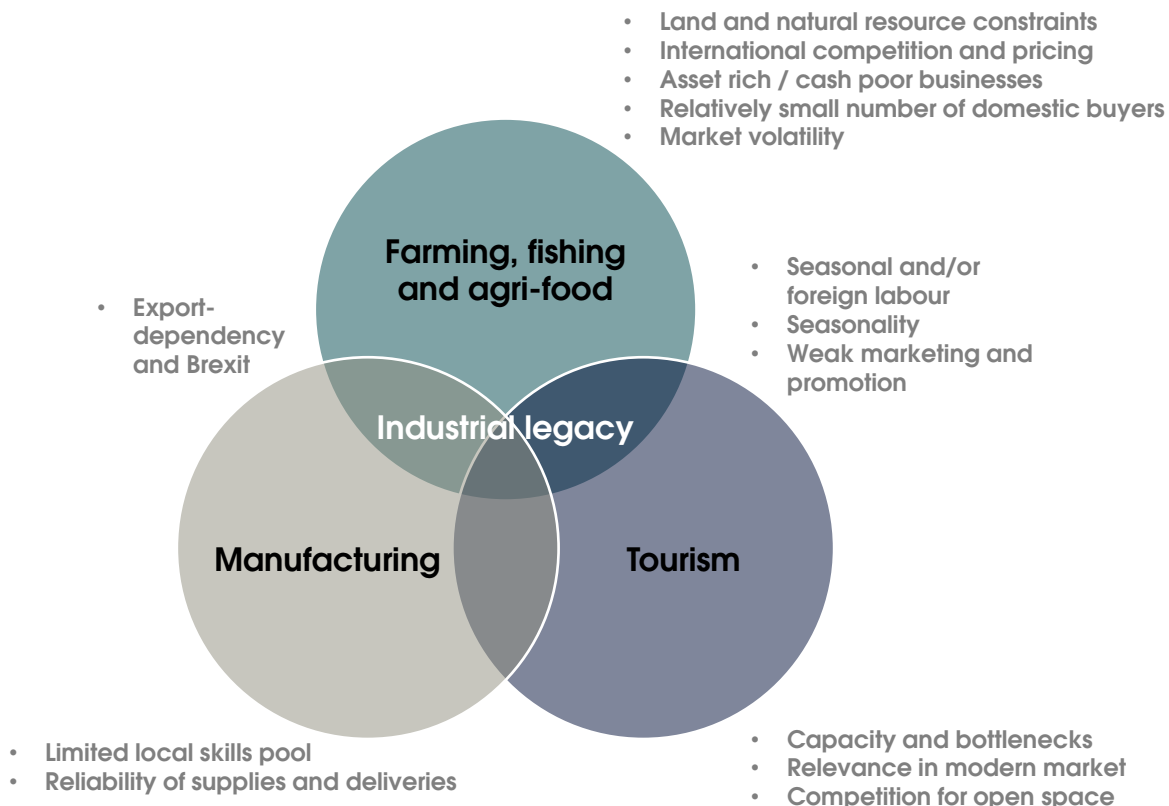 • Land and natural resource constraints
• International competition and pricing
• Asset rich / cash poor businesses
• Relatively small number of domestic buyers
• Market volatility
Farming, fishing
and agri-food
• Seasonal and/or
foreign labour
• Seasonality
• Weak marketing and
promotion
• Export-
dependency
and Brexit
Industrial legacy
Manufacturing
Tourism
• Limited local skills pool
• Reliability of supplies and deliveries
• Capacity and bottlenecks
• Relevance in modern market
• Competition for open space